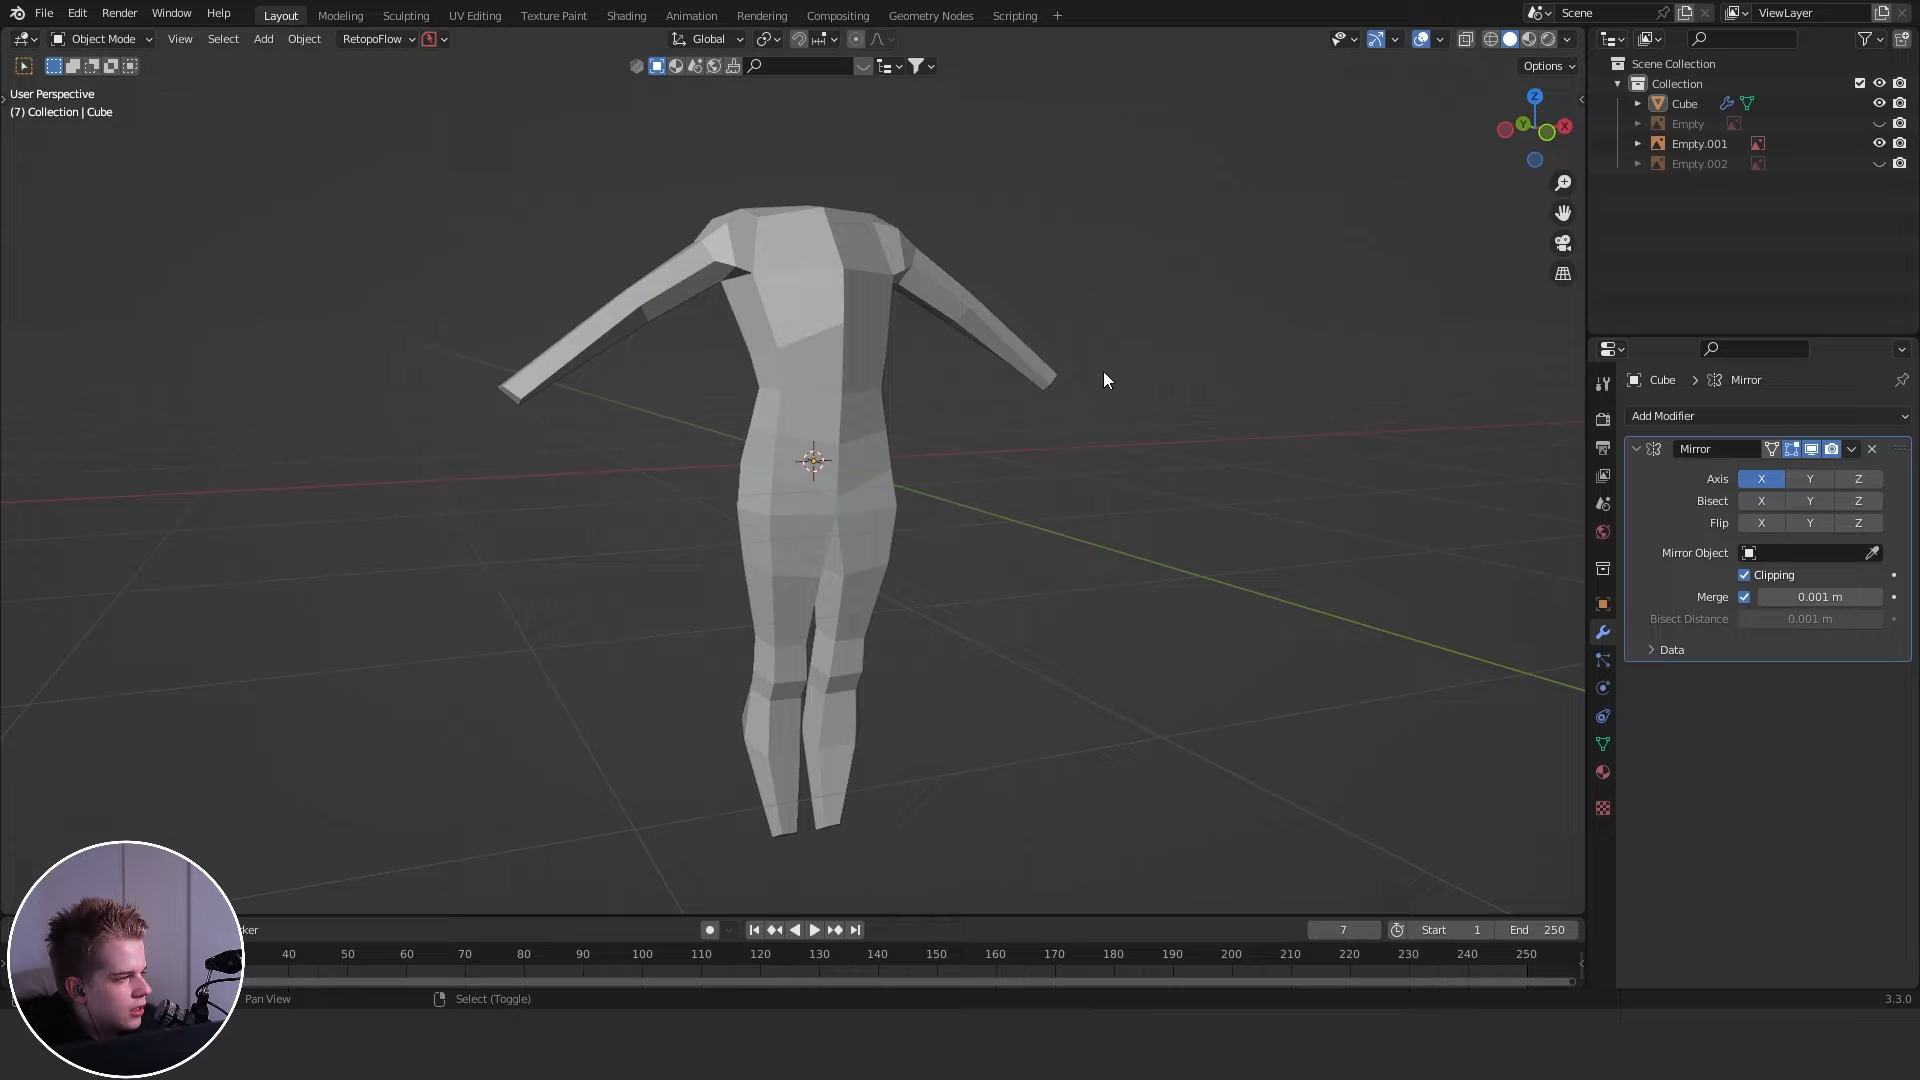 File Edit Render Window Help Layout Modeling Sculpting UV Editing Texture Paint Shading Animation Rendering Compositing Geometry Nodes Scripting + Scene ViewLayer
Object Mode View Select Add Object RetopoFlow Global
Options
User Perspective
(7) Collection | Cube
Z
Y
X
Scene Collection
Collection
Cube
Empty
Empty.001
Empty.002
Cube > Mirror
Add Modifier
Mirror
Axis X Y Z
Bisect X Y Z
Flip X Y Z
Mirror Object
Clipping
Merge 0.001 m
Bisect Distance 0.001 m
Data
ker
7 Start 1 End 250
40 50 60 70 80 90 100 110 120 130 140 150 160 170 180 190 200 210 220 230 240 250
Pan View Select (Toggle) 3.3.0